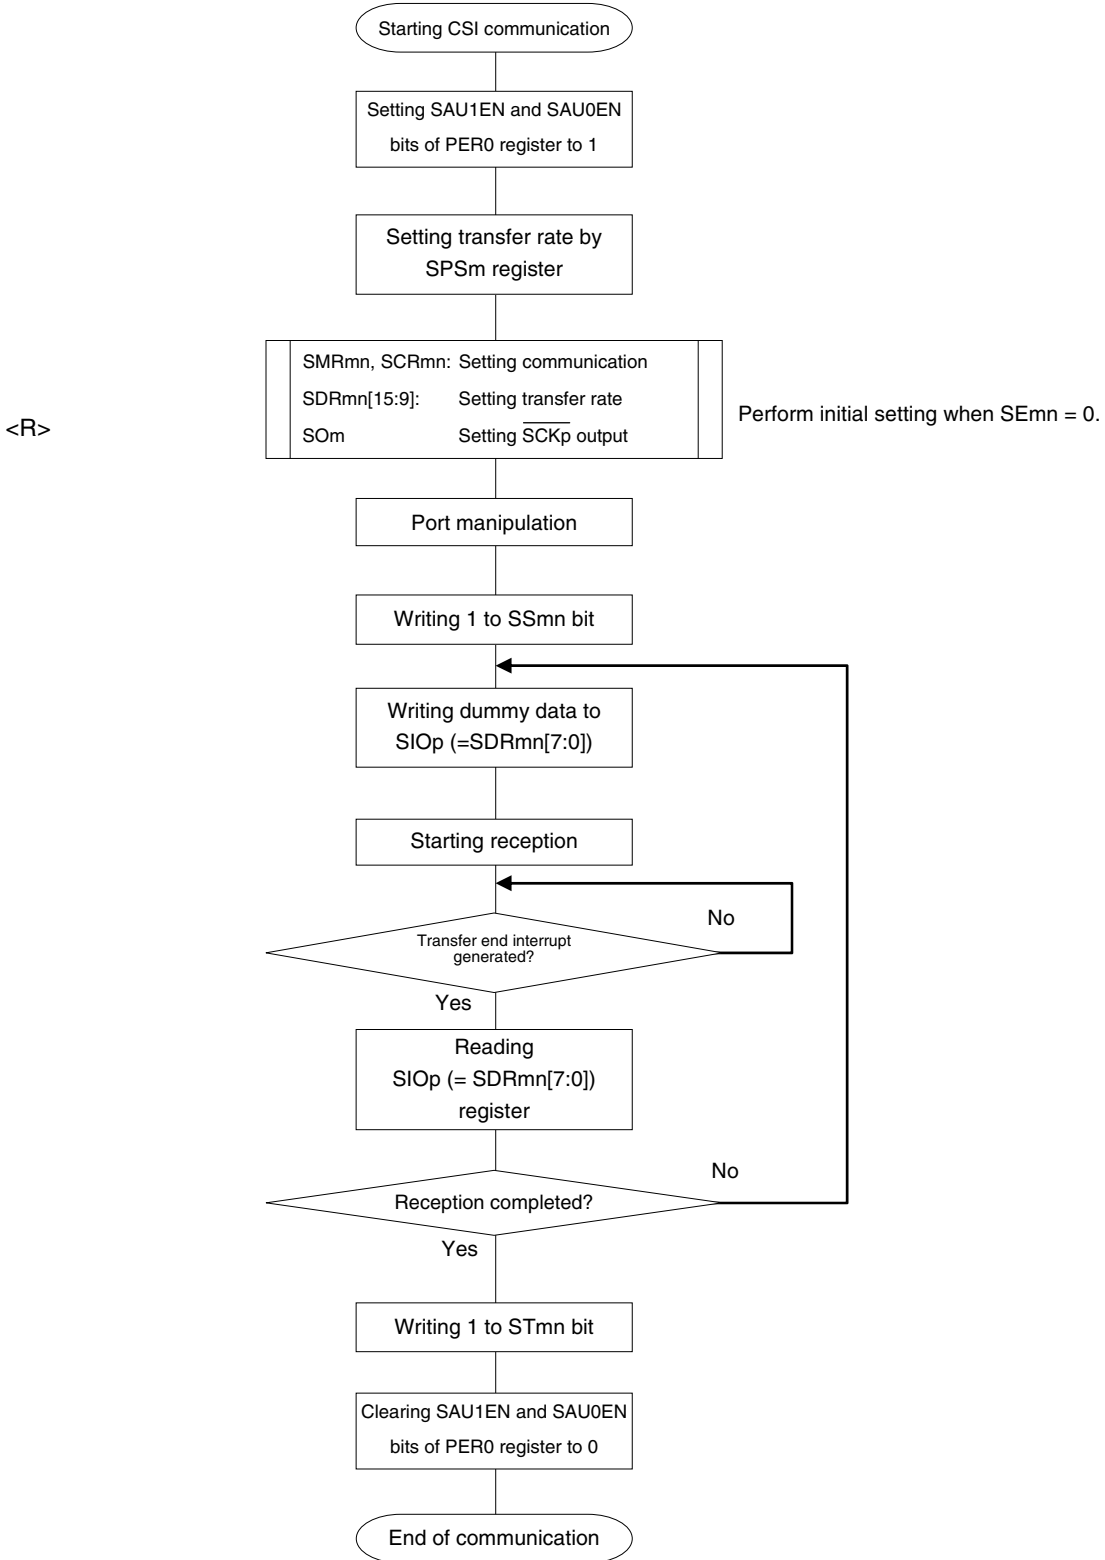 Starting CSI communication
Setting SAU1EN and SAU0EN
bits of PER0 register to 1
Setting transfer rate by
SPSm register
SMRmn, SCRmn: Setting communication
SDRmn[15:9]: Setting transfer rate
SOm Setting SCKp output
Perform initial setting when SEmn = 0.
<R>
Port manipulation
Writing 1 to SSmn bit
Writing dummy data to
SIOp (=SDRmn[7:0])
Starting reception
No
Transfer end interrupt
generated?
Yes
Reading
SIOp (= SDRmn[7:0])
register
No
Reception completed?
Yes
Writing 1 to STmn bit
Clearing SAU1EN and SAU0EN
bits of PER0 register to 0
End of communication